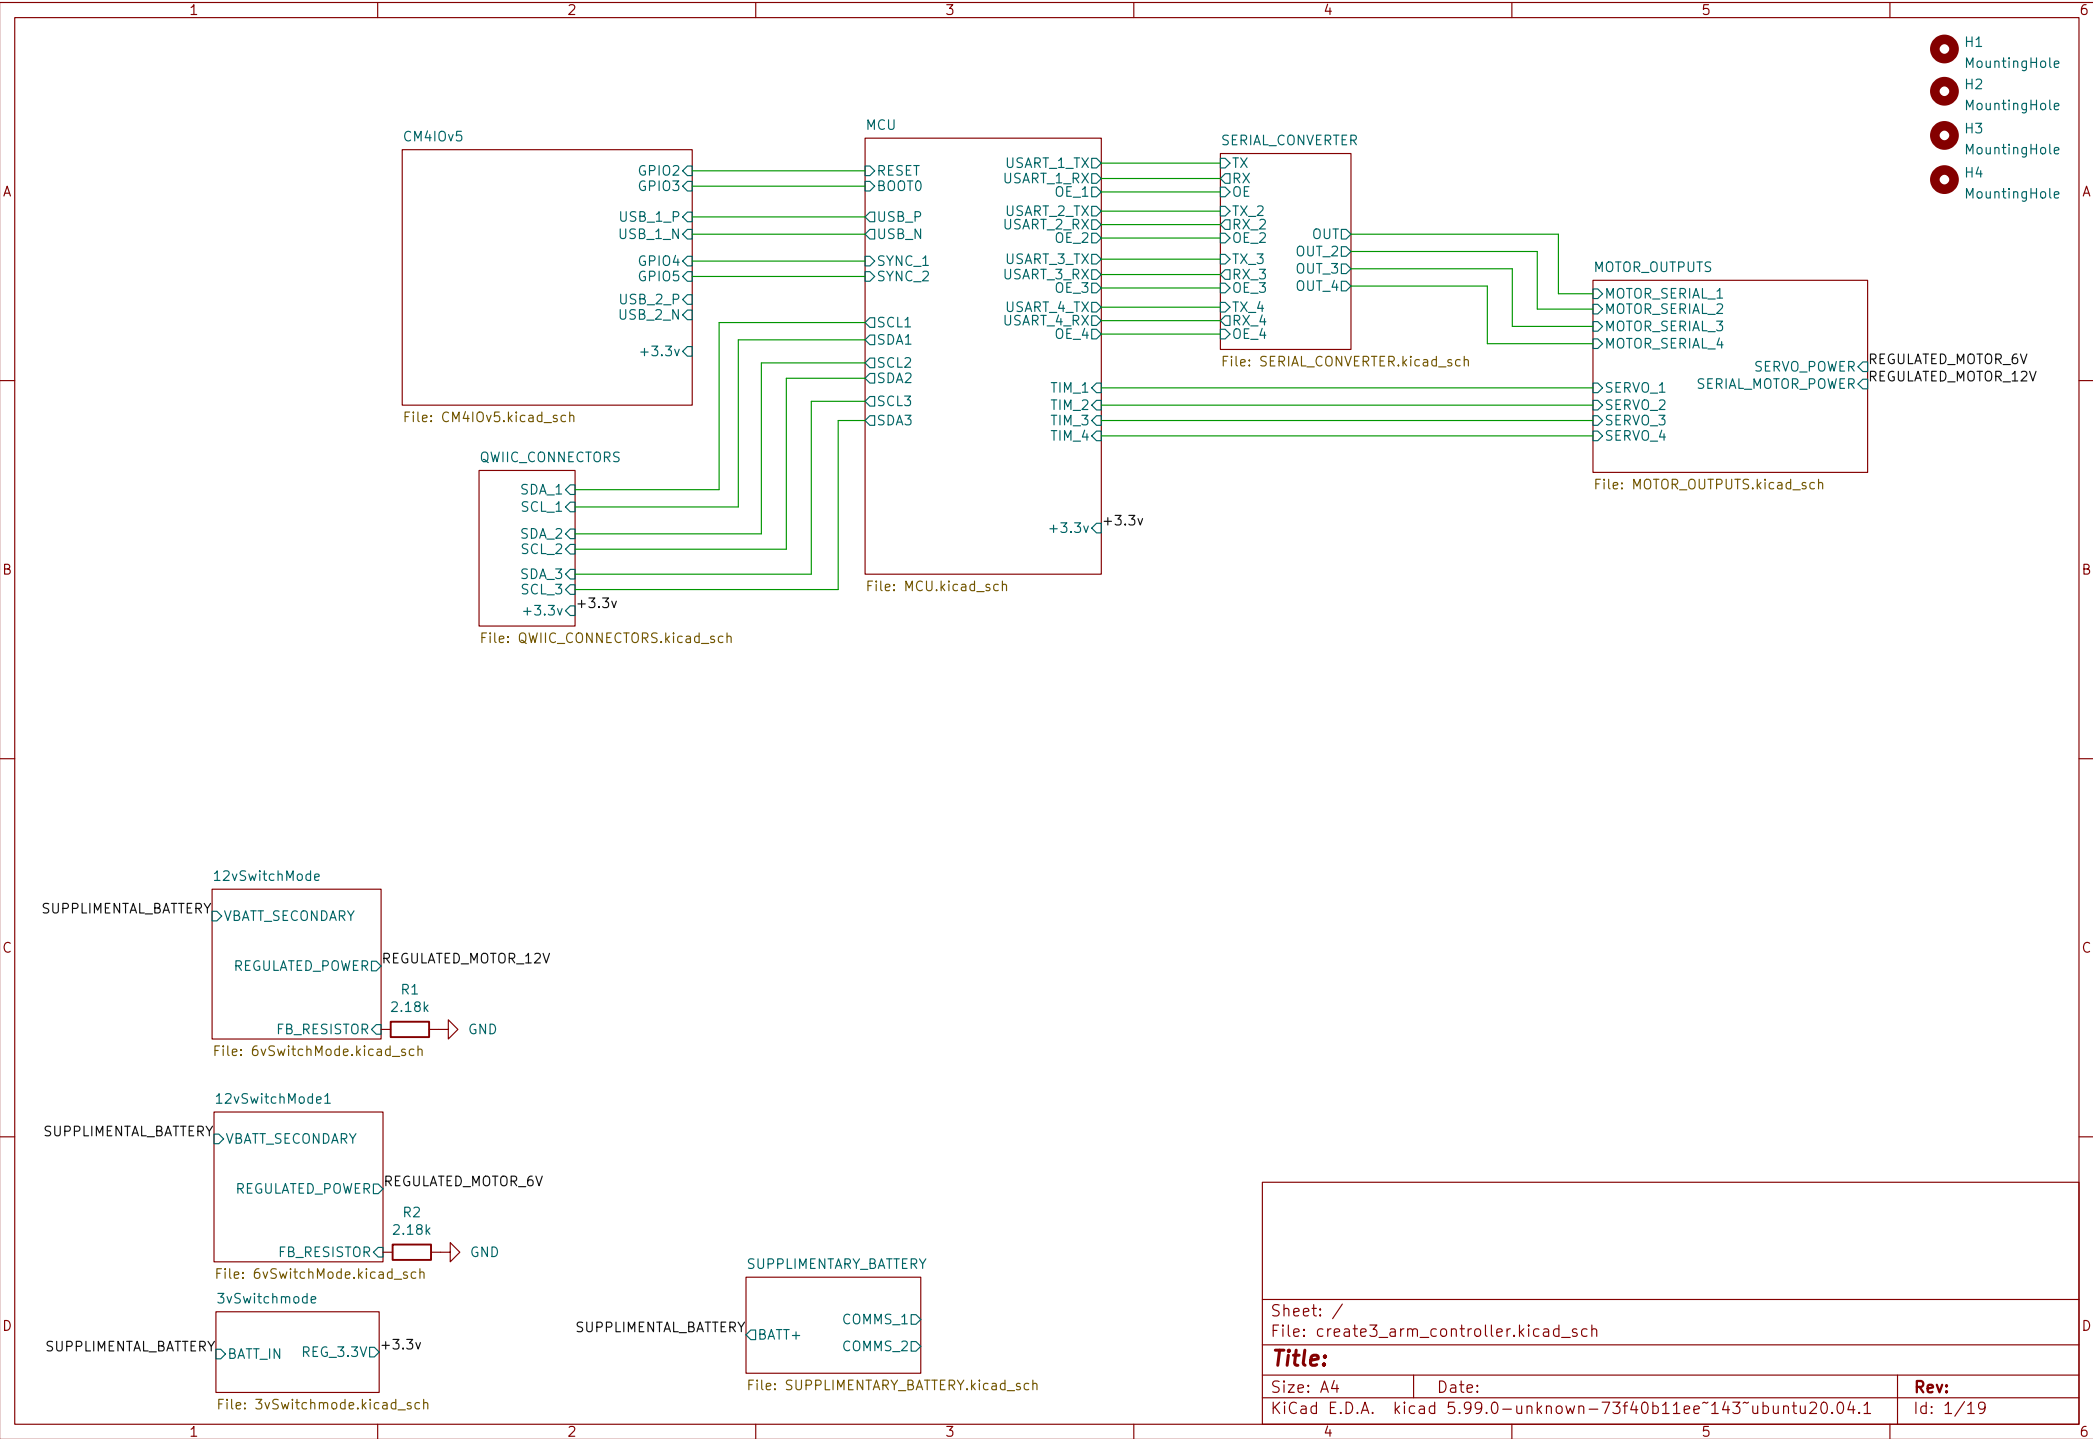 1 2 3 4 5 6
H1
MountingHole
H2
MountingHole
H3
MountingHole
H4
MountingHole
A A
B B
C C
D D
CM4IOv5
GPIO2
GPIO3
USB_1_P
USB_1_N
GPIO4
GPIO5
USB_2_P
USB_2_N
+3.3v
File: CM4IOv5.kicad_sch
MCU
RESET
BOOT0
USB_P
USB_N
SYNC_1
SYNC_2
SCL1
SDA1
SCL2
SDA2
SCL3
SDA3
USART_1_TX
USART_1_RX
OE_1
USART_2_TX
USART_2_RX
OE_2
USART_3_TX
USART_3_RX
OE_3
USART_4_TX
USART_4_RX
OE_4
TIM_1
TIM_2
TIM_3
TIM_4
+3.3v +3.3v
File: MCU.kicad_sch
SERIAL_CONVERTER
TX
RX
OE
TX_2
RX_2
OE_2
TX_3
RX_3
OE_3
TX_4
RX_4
OE_4
OUT
OUT_2
OUT_3
OUT_4
File: SERIAL_CONVERTER.kicad_sch
MOTOR_OUTPUTS
MOTOR_SERIAL_1
MOTOR_SERIAL_2
MOTOR_SERIAL_3
MOTOR_SERIAL_4
SERVO_POWER REGULATED_MOTOR_6V
SERIAL_MOTOR_POWER REGULATED_MOTOR_12V
SERVO_1
SERVO_2
SERVO_3
SERVO_4
File: MOTOR_OUTPUTS.kicad_sch
QWIIC_CONNECTORS
SDA_1
SCL_1
SDA_2
SCL_2
SDA_3
SCL_3
+3.3v +3.3v
File: QWIIC_CONNECTORS.kicad_sch
12vSwitchMode
SUPPLIMENTAL_BATTERY
VBATT_SECONDARY
REGULATED_POWER REGULATED_MOTOR_12V
R1
2.18k
FB_RESISTOR GND
File: 6vSwitchMode.kicad_sch
12vSwitchMode1
SUPPLIMENTAL_BATTERY
VBATT_SECONDARY
REGULATED_POWER REGULATED_MOTOR_6V
R2
2.18k
FB_RESISTOR GND
File: 6vSwitchMode.kicad_sch
3vSwitchmode
SUPPLIMENTAL_BATTERY
BATT_IN REG_3.3V +3.3v
File: 3vSwitchmode.kicad_sch
SUPPLIMENTARY_BATTERY
SUPPLIMENTAL_BATTERY
BATT+
COMMS_1
COMMS_2
File: SUPPLIMENTARY_BATTERY.kicad_sch
Sheet: /
File: create3_arm_controller.kicad_sch
Title:
Size: A4 Date: Rev:
KiCad E.D.A. kicad 5.99.0-unknown-73f40b11ee~143~ubuntu20.04.1 Id: 1/19
1 2 3 4 5 6